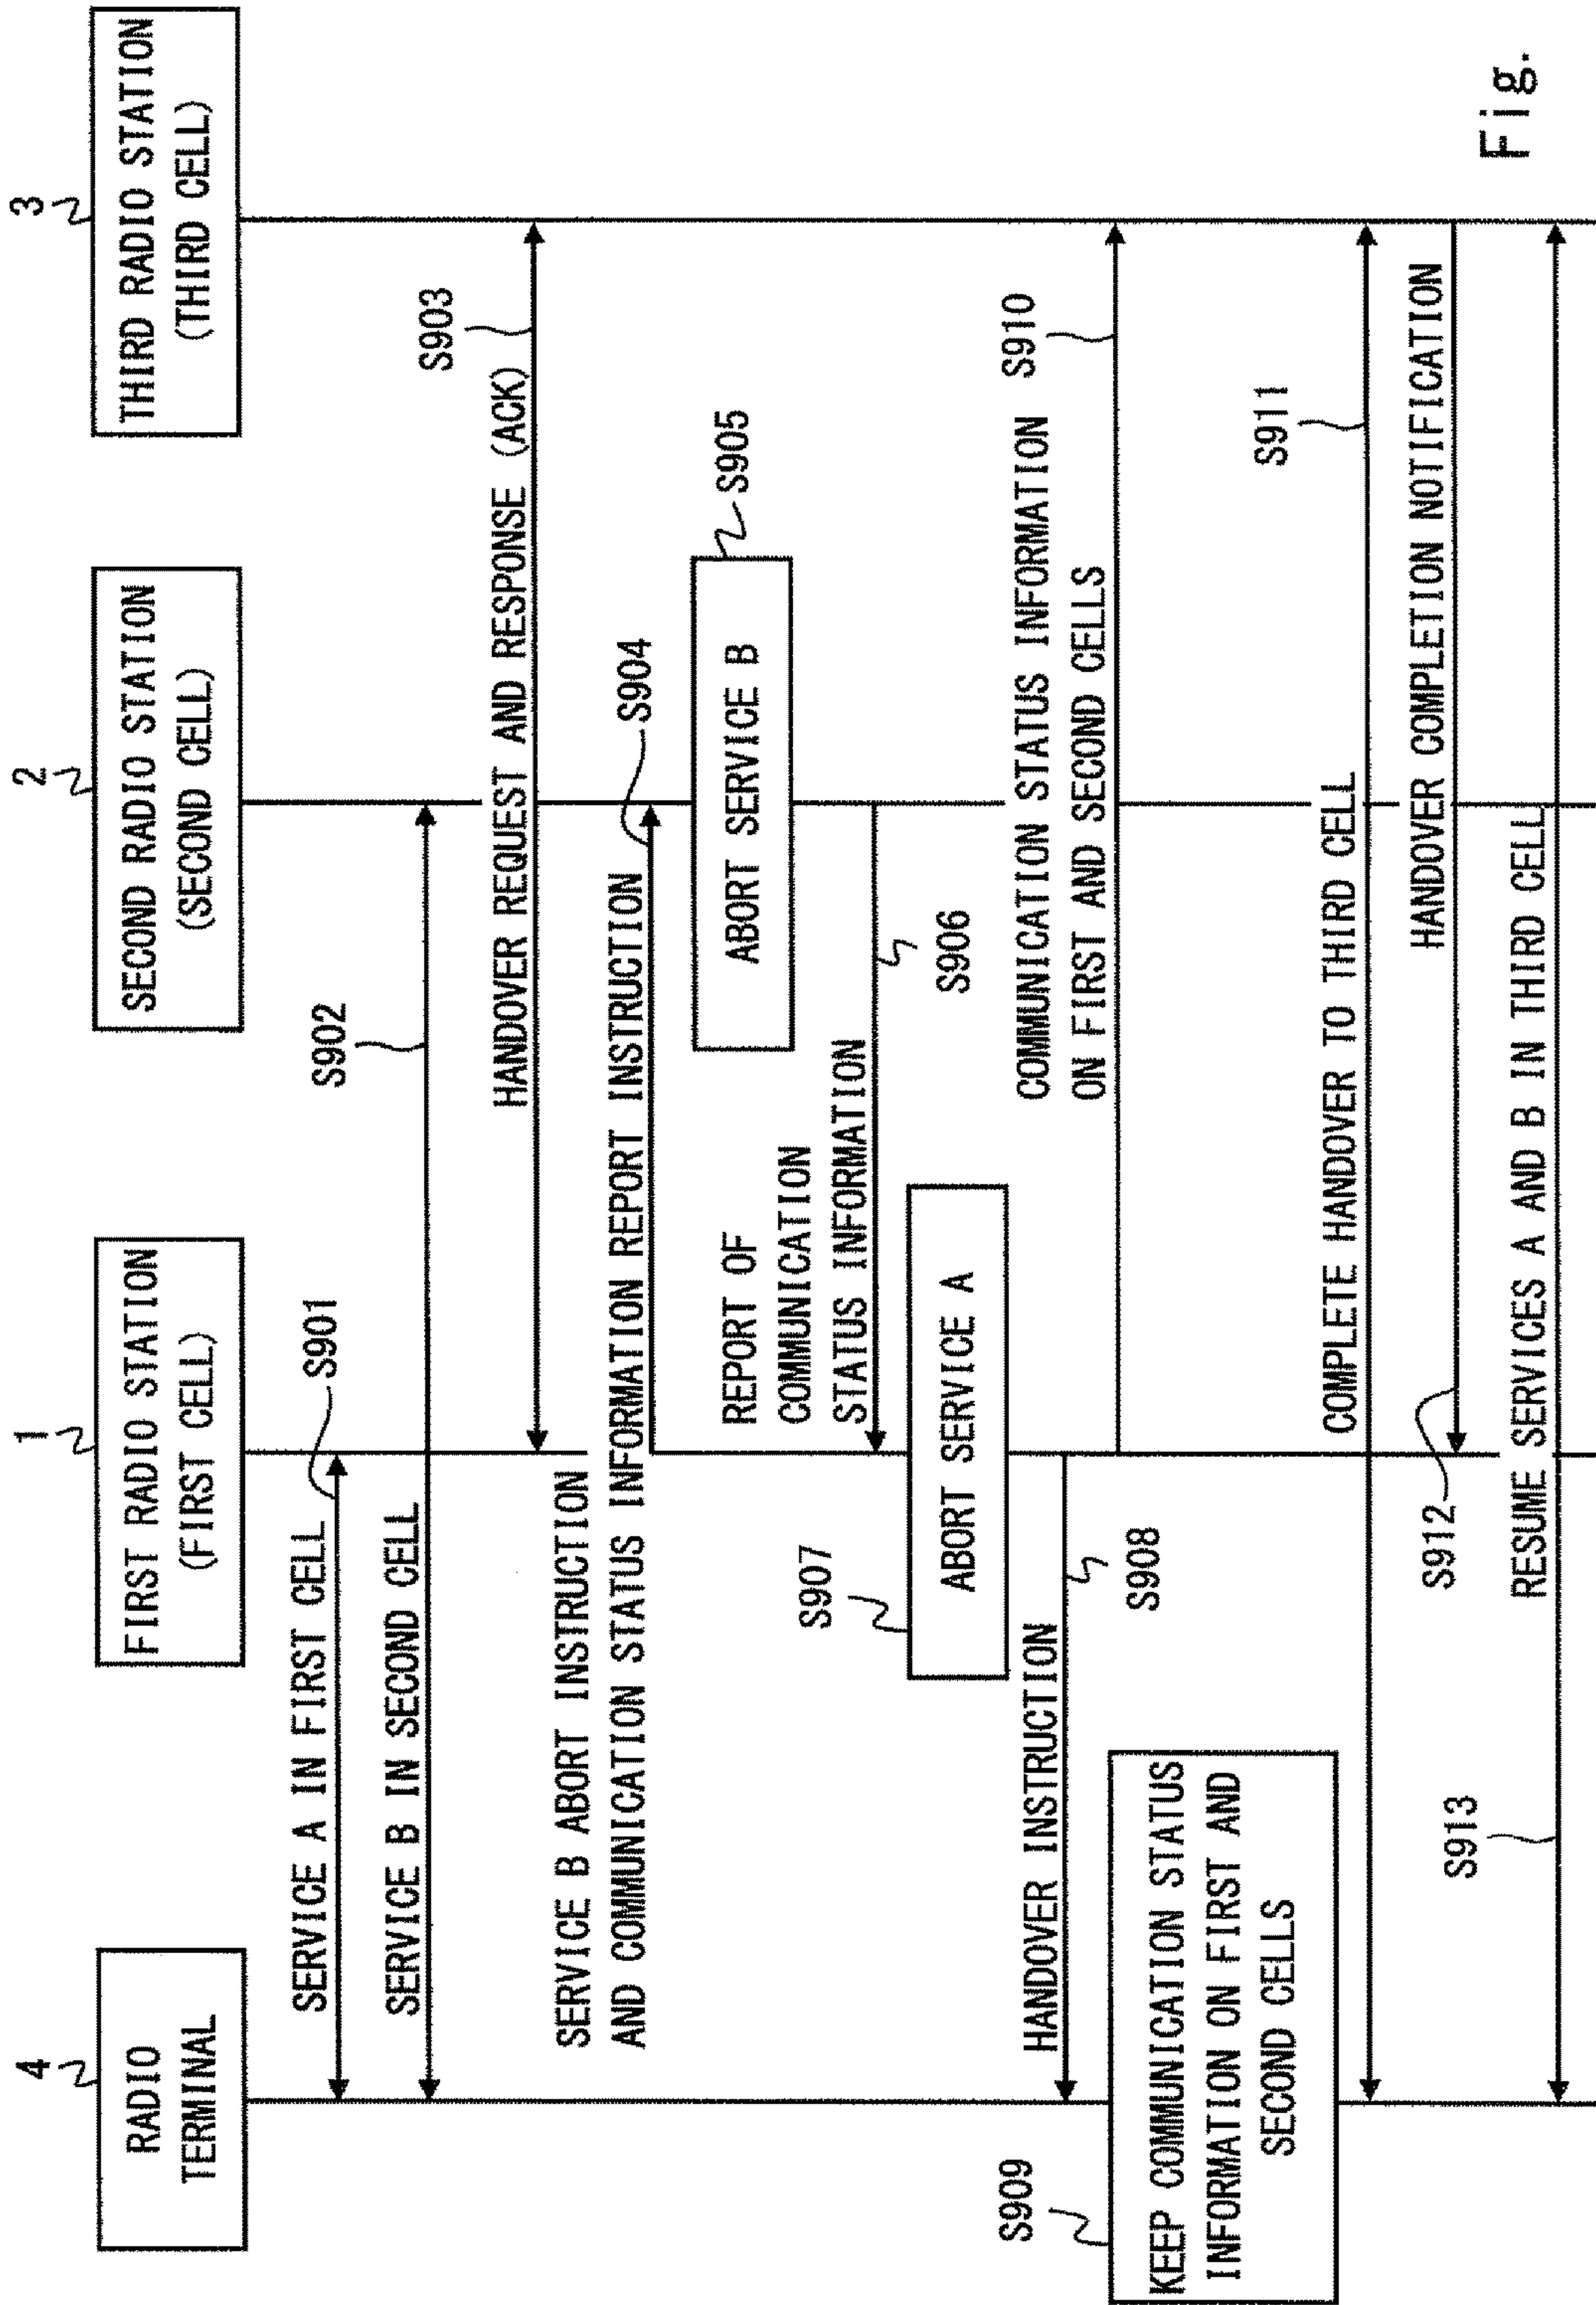 4
RADIO
TERMINAL
1
FIRST RADIO STATION
(FIRST CELL)
2
SECOND RADIO STATION
(SECOND CELL)
3
THIRD RADIO STATION
(THIRD CELL)
SERVICE A IN FIRST CELL
S901
SERVICE B IN SECOND CELL
S902
HANDOVER REQUEST AND RESPONSE (ACK)
S903
SERVICE B ABORT INSTRUCTION
AND COMMUNICATION STATUS INFORMATION REPORT INSTRUCTION
S904
ABORT SERVICE B
S905
REPORT OF
COMMUNICATION
STATUS INFORMATION
S906
S907
ABORT SERVICE A
HANDOVER INSTRUCTION
S908
S909
KEEP COMMUNICATION STATUS
INFORMATION ON FIRST AND
SECOND CELLS
COMMUNICATION STATUS INFORMATION
ON FIRST AND SECOND CELLS
S910
COMPLETE HANDOVER TO THIRD CELL
S911
HANDOVER COMPLETION NOTIFICATION
S912
RESUME SERVICES A AND B IN THIRD CELL
S913
Fig.